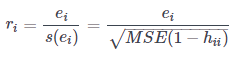 r_i = \frac{e_i}{s(e_i)} = \frac{e_i}{\sqrt{MSE(1 - h_{ii})}}